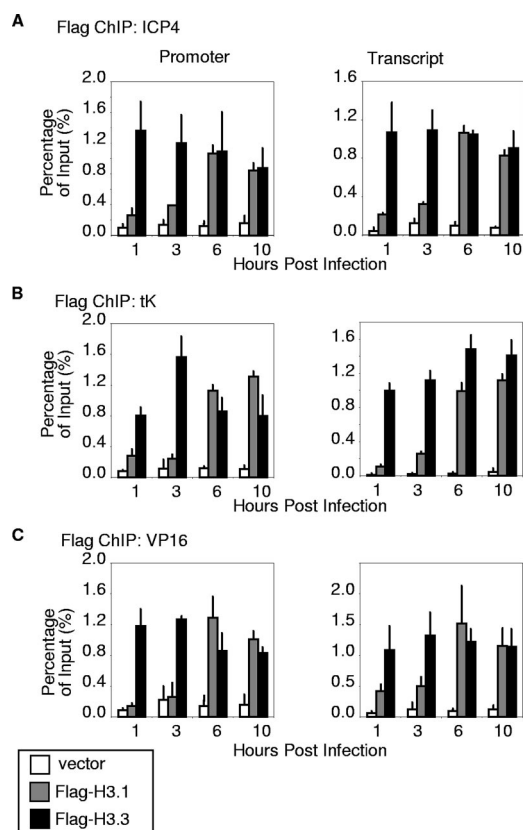 A
Flag ChIP: ICP4
Promoter
Transcript
Percentage
of Input (%)
2.0
1.6
1.2
0.8
0.4
0.0
1 3 6 10
1.6
1.2
0.8
0.4
0.0
1 3 6 10
Hours Post Infection
B
Flag ChIP: tK
Percentage
of Input (%)
2.0
1.6
1.2
0.4
0.0
1 3 6 10
2.0
1.6
1.2
0.8
0.4
0.0
1 3 6 10
Hours Post Infection
C
Flag ChIP: VP16
Percentage
of Input (%)
2.0
1.6
1.2
0.8
0.4
0.0
1 3 6 10
2.0
1.5
1.0
0.5
0.0
1 3 6 10
Hours Post Infection
vector
Flag-H3.1
Flag-H3.3